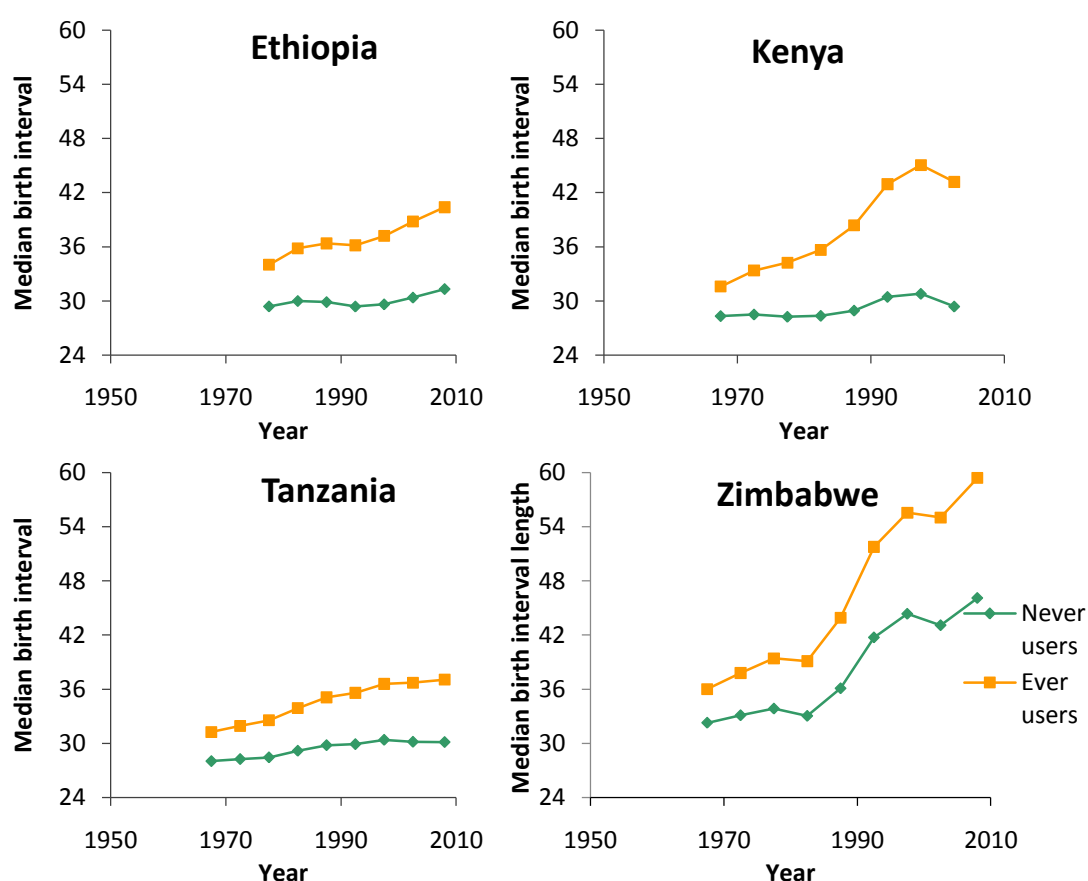 Ethiopia
Median birth interval
60
54
48
42
36
30
24
1950
1970
1990
2010
Year
Kenya
Median birth interval
60
54
48
42
36
30
24
1950
1970
1990
2010
Year
Tanzania
Median birth interval
60
54
48
42
36
30
24
1950
1970
1990
2010
Year
Zimbabwe
Median birth interval length
60
54
48
42
36
30
24
1950
1970
1990
2010
Year
Never
users
Ever
users